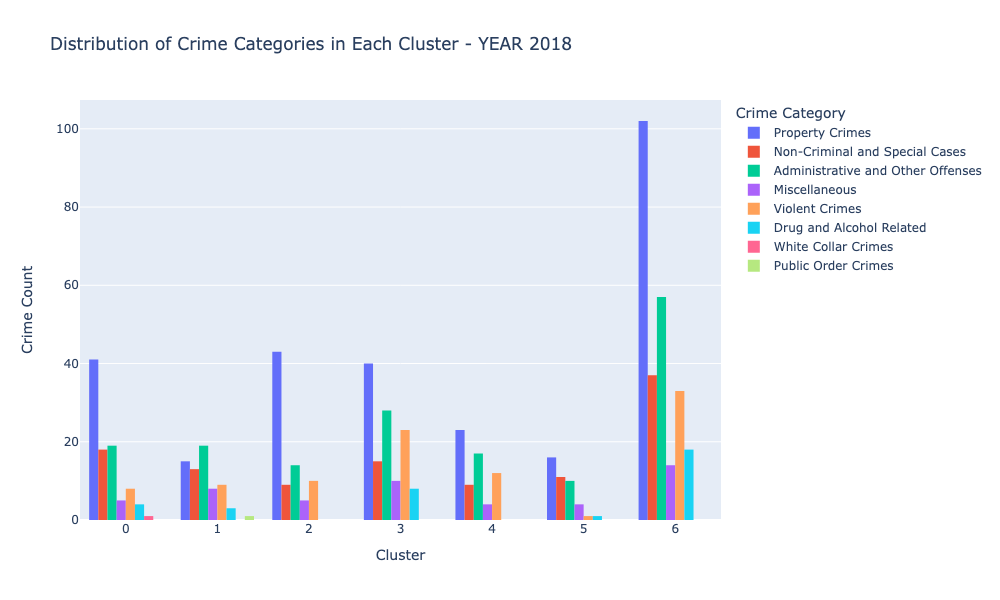 Distribution of Crime Categories in Each Cluster - YEAR 2018
Crime Category
Property Crimes
Non-Criminal and Special Cases
Administrative and Other Offenses
Miscellaneous
Violent Crimes
Drug and Alcohol Related
White Collar Crimes
Public Order Crimes
Crime Count
100
80
60
40
20
0
0 1 2 3 4 5 6
Cluster